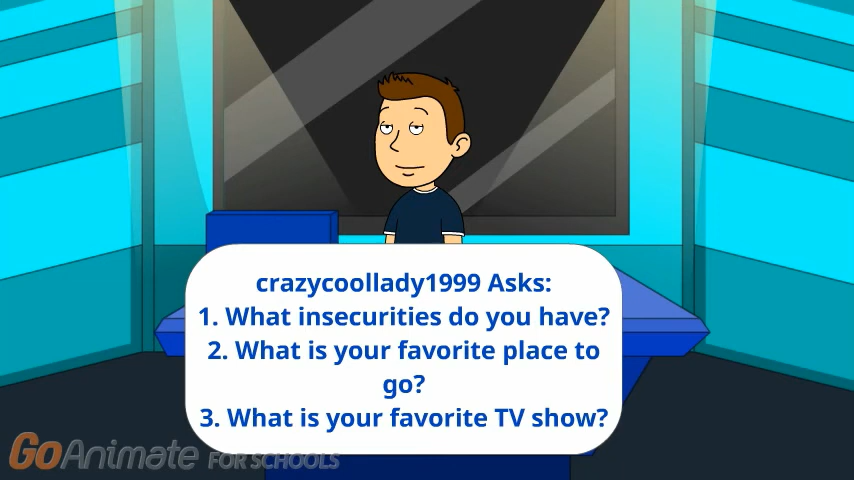 crazycoollady1999 Asks:
1. What insecurities do you have?
2. What is your favorite place to
go?
3. What is your favorite TV show?
GoAnimate FOR SCHOOLS